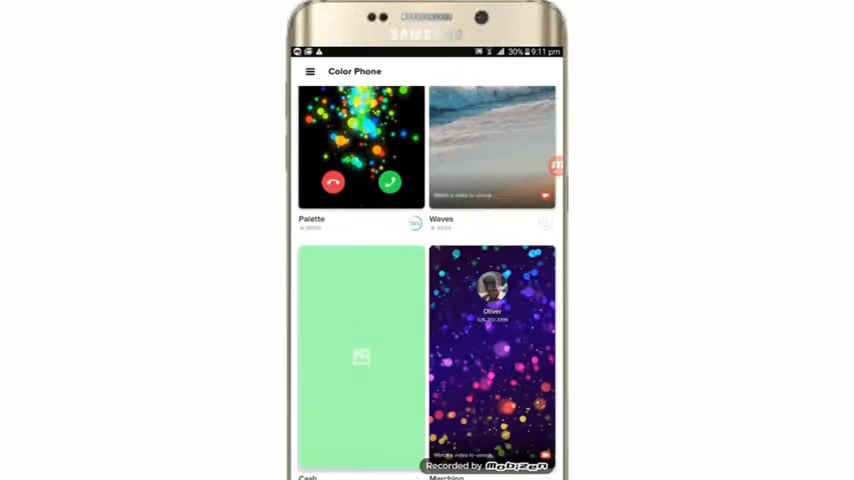 SAMSUNG
30% 9:11 pm
Color Phone
Watch a video to unlock
Palette
Waves
Oliver
Watch a video to unlock
Recorded by Mobizen
Cash
Marching